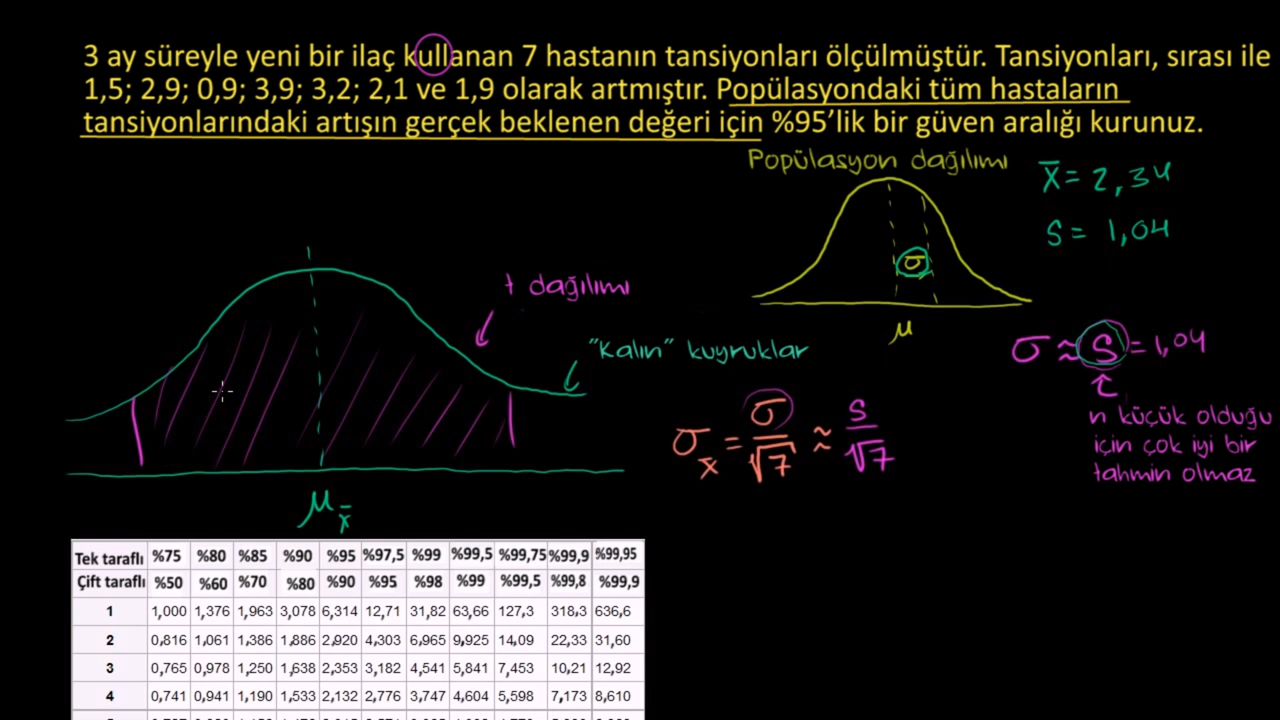 3 ay süreyle yeni bir ilaç kullanan 7 hastanın tansiyonları ölçülmüştür. Tansiyonları, sırası ile
1,5; 2,9; 0,9; 3,9; 3,2; 2,1 ve 1,9 olarak artmıştır. Popülasyondaki tüm hastaların
tansiyonlarındaki artışın gerçek beklenen değeri için %95'lik bir güven aralığı kurunuz.
Popülasyon dağılımı
x̅ = 2,34
S = 1,04
σ
μ
t dağılımı
"Kalın" kuyruklar
σ ≈ S = 1,04
n küçük olduğu
için çok iyi bir
tahmin olmaz
σx̅ = σ/√7 ≈ S/√7
μx̅
Tek taraflı %75 %80 %85 %90 %95 %97,5 %99 %99,5 %99,75 %99,9 %99,95
Çift taraflı %50 %60 %70 %80 %90 %95 %98 %99 %99,5 %99,8 %99,9
1 1,000 1,376 1,963 3,078 6,314 12,71 31,82 63,66 127,3 318,3 636,6
2 0,816 1,061 1,386 1,886 2,920 4,303 6,965 9,925 14,09 22,33 31,60
3 0,765 0,978 1,250 1,638 2,353 3,182 4,541 5,841 7,453 10,21 12,92
4 0,741 0,941 1,190 1,533 2,132 2,776 3,747 4,604 5,598 7,173 8,610